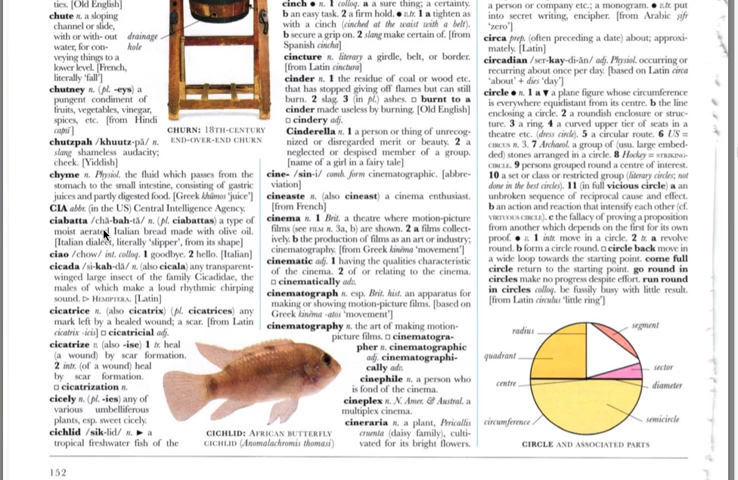 ties. [Old English]
chute n. a sloping
channel or slide,
with or with- out
water, for con-
veying things to a
lower level. [French,
literally 'fall']
drainage
hole
chutney n. (pl. -eys) a
pungent condiment of
fruits, vegetables, vinegar,
spices, etc. [from Hindi
CHURN: 18TH-CENTURY
END-OVER-END CHURN
chutzpah /khuutz-pă/ n.
slang shameless audacity;
cheek. [Yiddish]
chyme n. Physiol. the fluid which passes from the
stomach to the small intestine, consisting of gastric
juices and partly digested food. [Greek khūmos 'juice']
CIA abbr. (in the US) Central Intelligence Agency.
ciabatta /chă-bah-tă/ n. (pl. ciabattas) a type of
moist aerated Italian bread made with olive oil.
[Italian dialect, literally 'slipper', from its shape]
ciao /chow/ int. colloq. 1 goodbye. 2 hello. [Italian]
cicada /si-kah-dă/ n. (also cicala) any transparent-
winged large insect of the family Cicadidae, the
males of which make a loud rhythmic chirping
sound. ▷ HEMIPTERA. [Latin]
cicatrice n. (also cicatrix) (pl. cicatrices) any
mark left by a healed wound; a scar. [from Latin
cicatrix -icis] □ cicatricial adj.
cicatrize v. (also -ise) 1 tr. heal
(a wound) by scar formation.
2 intr. (of a wound) heal
by scar formation.
□ cicatrization n.
cicely n. (pl. -ies) any of
various umbelliferous
plants, esp. sweet cicely.
cichlid /sik-lid/ n. ▶ a
tropical freshwater fish of the
CICHLID: AFRICAN BUTTERFLY
CICHLID (Anomalochromis thomasi)
152
cinch n. 1 colloq. a a sure thing; a certainty.
b an easy task. 2 a firm hold. ● v.tr. 1 a tighten as
with a cinch (cinched at the waist with a belt).
b secure a grip on. 2 slang make certain of. [from
Spanish cincha]
cincture n. literary a girdle, belt, or border.
[from Latin cinctura]
cinder n. 1 the residue of coal or wood etc.
that has stopped giving off flames but can still
burn. 2 slag. 3 (in pl.) ashes. □ burnt to a
cinder made useless by burning. [Old English]
□ cindery adj.
Cinderella n. 1 a person or thing of unrecog-
nized or disregarded merit or beauty. 2 a
neglected or despised member of a group.
[name of a girl in a fairy tale]
cine- /sin-i/ comb. form cinematographic. [abbre-
viation]
cineaste n. (also cineast) a cinema enthusiast.
[from French]
cinema n. 1 Brit. a theatre where motion-picture
films (see FILM n. 3a, b) are shown. 2 a films collect-
ively. b the production of films as an art or industry;
cinematography. [from Greek kinēma 'movement']
cinematic adj. 1 having the qualities characteristic
of the cinema. 2 of or relating to the cinema.
□ cinematically adv.
cinematograph n. esp. Brit. hist. an apparatus for
making or showing motion-picture films. [based on
Greek kinēma -atos 'movement']
cinematography n. the art of making motion-
picture films. □ cinematogra-
pher n. cinematographic
adj. cinematographi-
cally adv.
cinephile n. a person who
is fond of the cinema.
cineplex n. N. Amer. & Austral. a
multiplex cinema.
cineraria n. a plant, Pericallis
cruenta (daisy family), culti-
vated for its bright flowers.
a person or company etc.; a monogram. ● v.tr. put
into secret writing, encipher. [from Arabic ṣifr
'zero']
circa prep. (often preceding a date) about; approxi-
mately. [Latin]
circadian /ser-kay-di-ăn/ adj. Physiol. occurring or
recurring about once per day. [based on Latin circa
'about' + dies 'day']
circle ● n. 1 a ▼ a plane figure whose circumference
is everywhere equidistant from its centre. b the line
enclosing a circle. 2 a roundish enclosure or struc-
ture. 3 a ring. 4 a curved upper tier of seats in a
theatre etc. (dress circle). 5 a circular route. 6 US =
CIRCUS n. 3. 7 Archaeol. a group of (usu. large embed-
ded) stones arranged in a circle. 8 Hockey = STRIKING-
CIRCLE. 9 persons grouped round a centre of interest.
10 a set or class or restricted group (literary circles; not
done in the best circles). 11 (in full vicious circle) a an
unbroken sequence of reciprocal cause and effect.
b an action and reaction that intensify each other (cf.
VIRTUOUS CIRCLE). c the fallacy of proving a proposition
from another which depends on the first for its own
proof. ● v. 1 intr. move in a circle. 2 tr. a revolve
round. b form a circle round. □ circle back move in
a wide loop towards the starting point. come full
circle return to the starting point. go round in
circles make no progress despite effort. run round
in circles colloq. be fussily busy with little result.
[from Latin circulus 'little ring']
radius
segment
quadrant
sector
centre
diameter
circumference
semicircle
CIRCLE AND ASSOCIATED PARTS